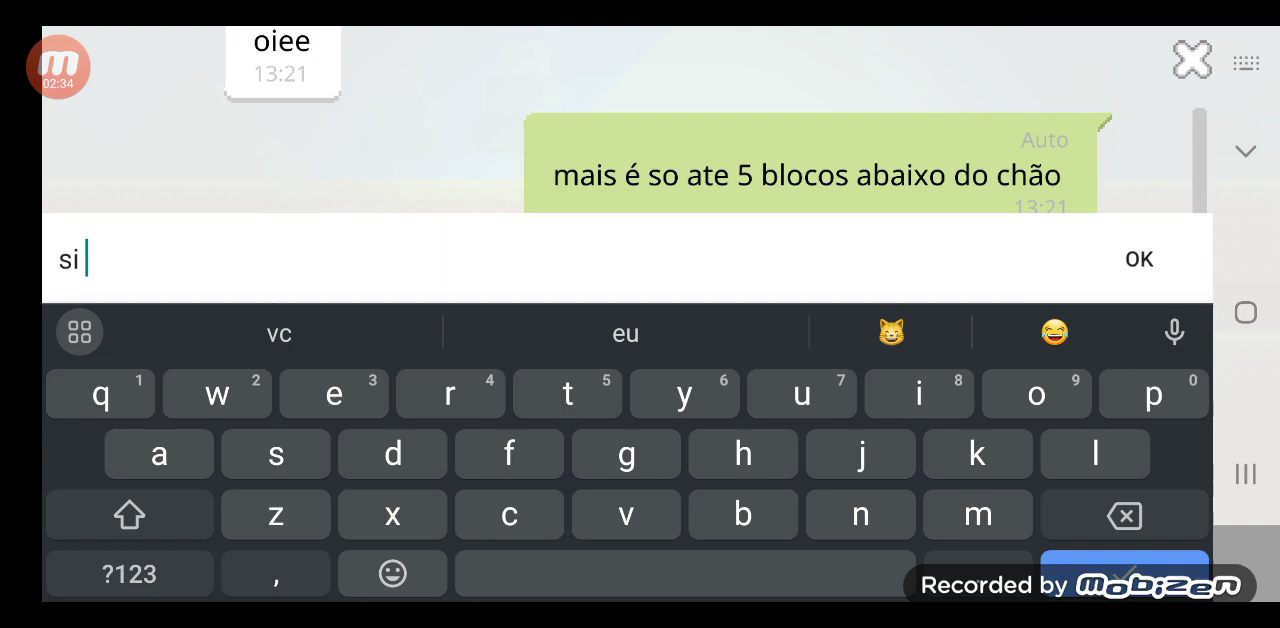 oiee
13:21
m
02:34
Auto
mais é so ate 5 blocos abaixo do chão
13:21
si
OK
vc eu
q 1 w 2 e 3 r 4 t 5 y 6 u 7 i 8 o 9 p 0
a s d f g h j k l
z x c v b n m
?123 ,
Recorded by mobizen